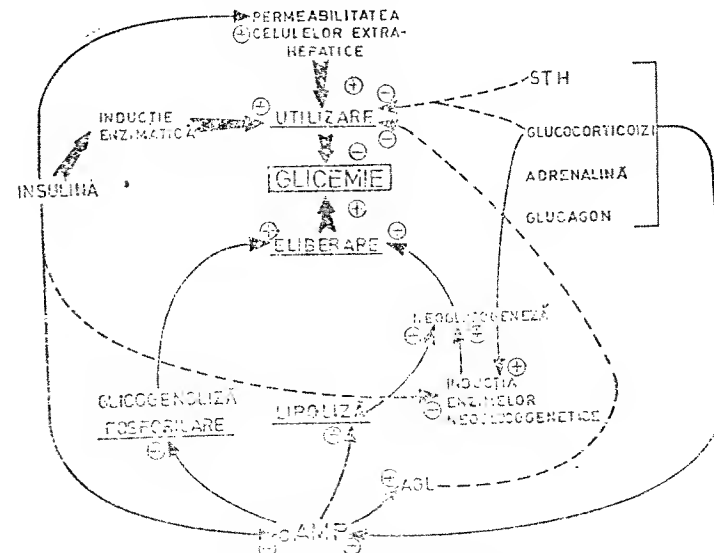 PERMEABILITATEA
⊕ CELULELOR EXTRA-
HEPATICE
⊕
⊖
STH
INDUCȚIE
ENZIMATICĂ
⊕
UTILIZARE
⊖
⊖
GLUCOCORTICOIZI
⊖
GLICEMIE
ADRENALINĂ
INSULINĂ
⊕
GLUCAGON
⊕
ELIBERARE
⊕
NEOGLUCOGENEZĂ
⊕
⊕
⊕
GLICOGENOLIZĂ
FOSFORILARE
LIPOLIZĂ
⊕
INDUCȚIA
ENZIMELOR
NEOGLUCOGENETICE
⊖
⊕
AGL
cAMP